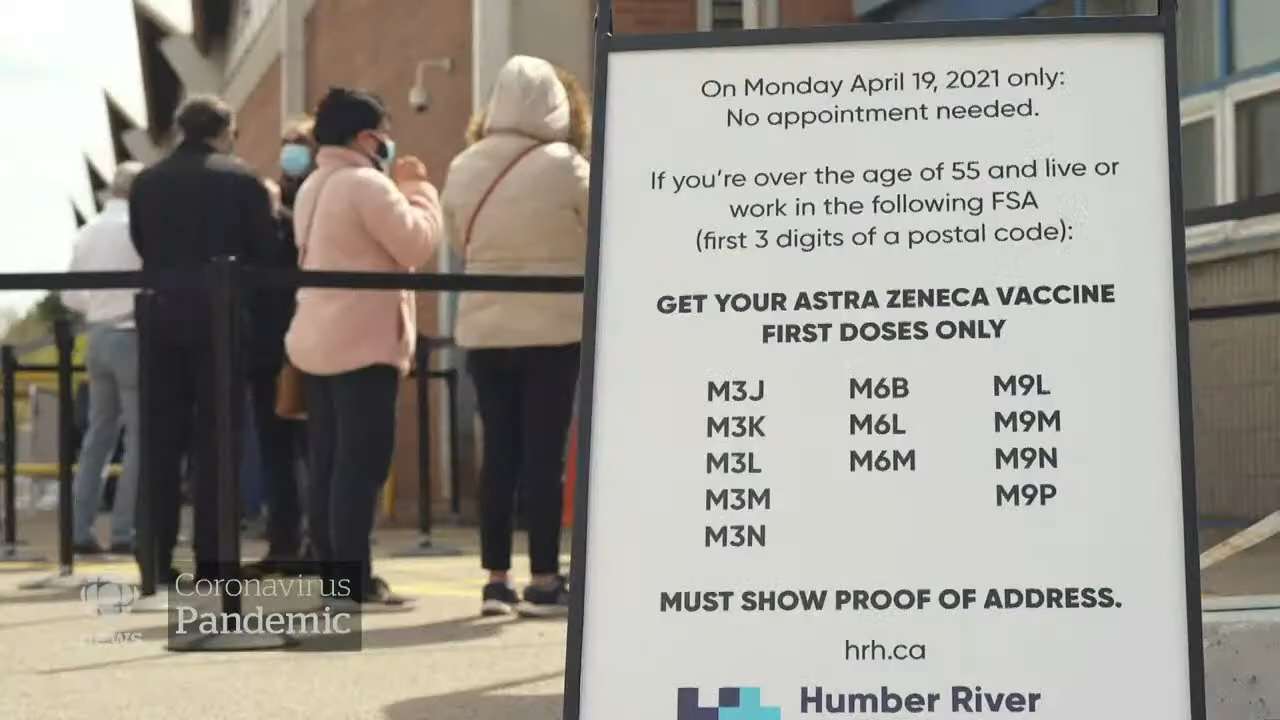 On Monday April 19, 2021 only:
No appointment needed.
If you're over the age of 55 and live or
work in the following FSA
(first 3 digits of a postal code):
GET YOUR ASTRA ZENECA VACCINE
FIRST DOSES ONLY
M3J M6B M9L
M3K M6L M9M
M3L M6M M9N
M3M M9P
M3N
MUST SHOW PROOF OF ADDRESS.
hrh.ca
Humber River
Coronavirus
Pandemic
news